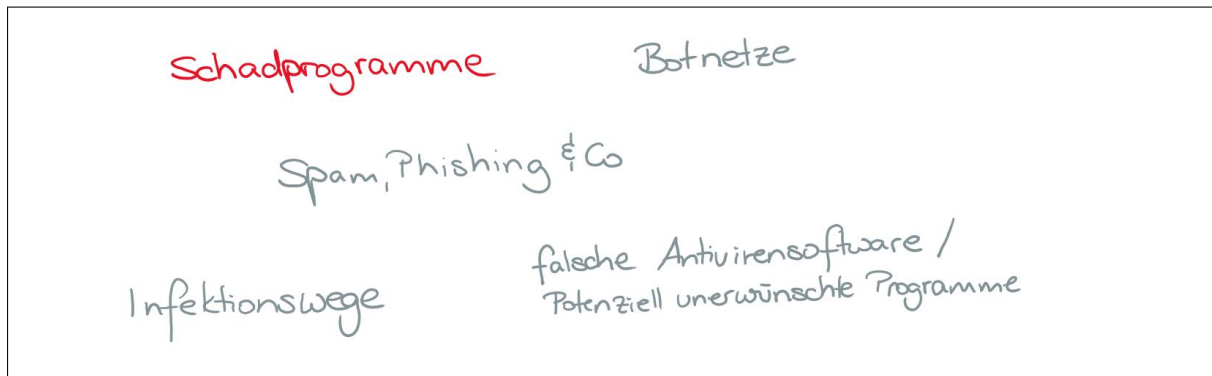 Schadprogramme
Botnetze
Spam, Phishing & Co
falsche Antivirensoftware /
Potenziell unerwünschte Programme
Infektionswege